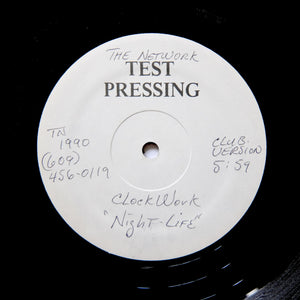 THE NETWORK
TEST
PRESSING
TN
1990
(609)
456-0119
CLUB
VERSION
5:59
ClockWork
"Night-Life"